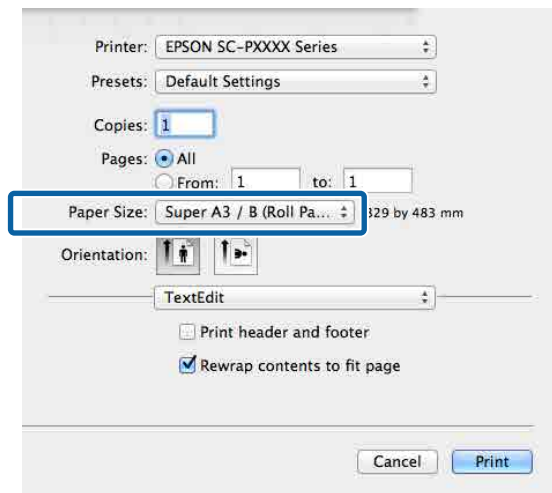 Printer: EPSON SC-PXXXX Series
Presets: Default Settings
Copies: 1
Pages: All
From: 1 to: 1
Paper Size: Super A3 / B (Roll Pa... 329 by 483 mm
Orientation:
TextEdit
Print header and footer
Rewrap contents to fit page
Cancel Print